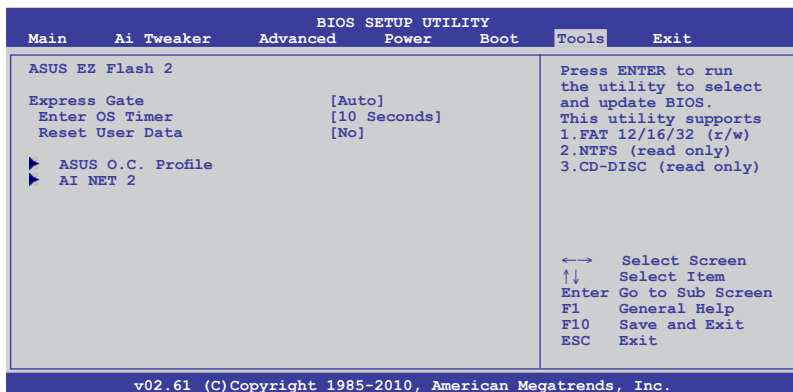 BIOS SETUP UTILITY
Main Ai Tweaker Advanced Power Boot Tools Exit
ASUS EZ Flash 2
Express Gate [Auto]
Enter OS Timer [10 Seconds]
Reset User Data [No]
ASUS O.C. Profile
AI NET 2
Press ENTER to run
the utility to select
and update BIOS.
This utility supports
1.FAT 12/16/32 (r/w)
2.NTFS (read only)
3.CD-DISC (read only)
←→ Select Screen
↑↓ Select Item
Enter Go to Sub Screen
F1 General Help
F10 Save and Exit
ESC Exit
v02.61 (C)Copyright 1985-2010, American Megatrends, Inc.